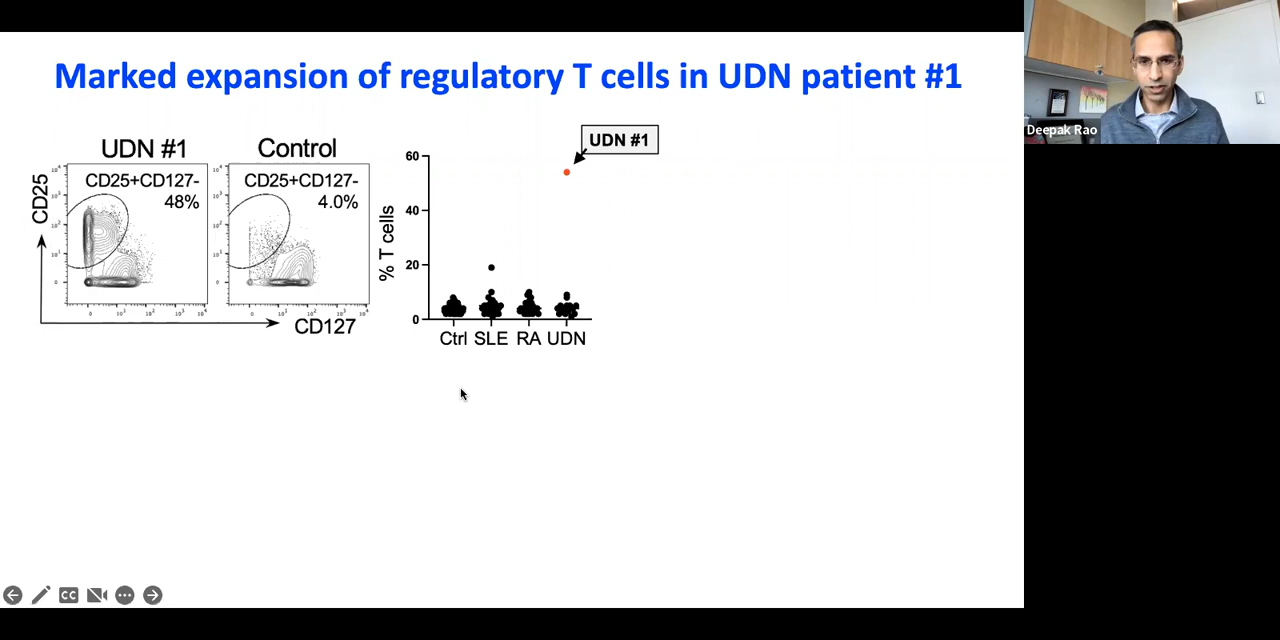 Marked expansion of regulatory T cells in UDN patient #1
UDN #1
Control
CD25+CD127-
48%
CD25+CD127-
4.0%
CD25
CD127
% T cells
60
40
20
0
Ctrl SLE RA UDN
UDN #1
Deepak Rao
CC